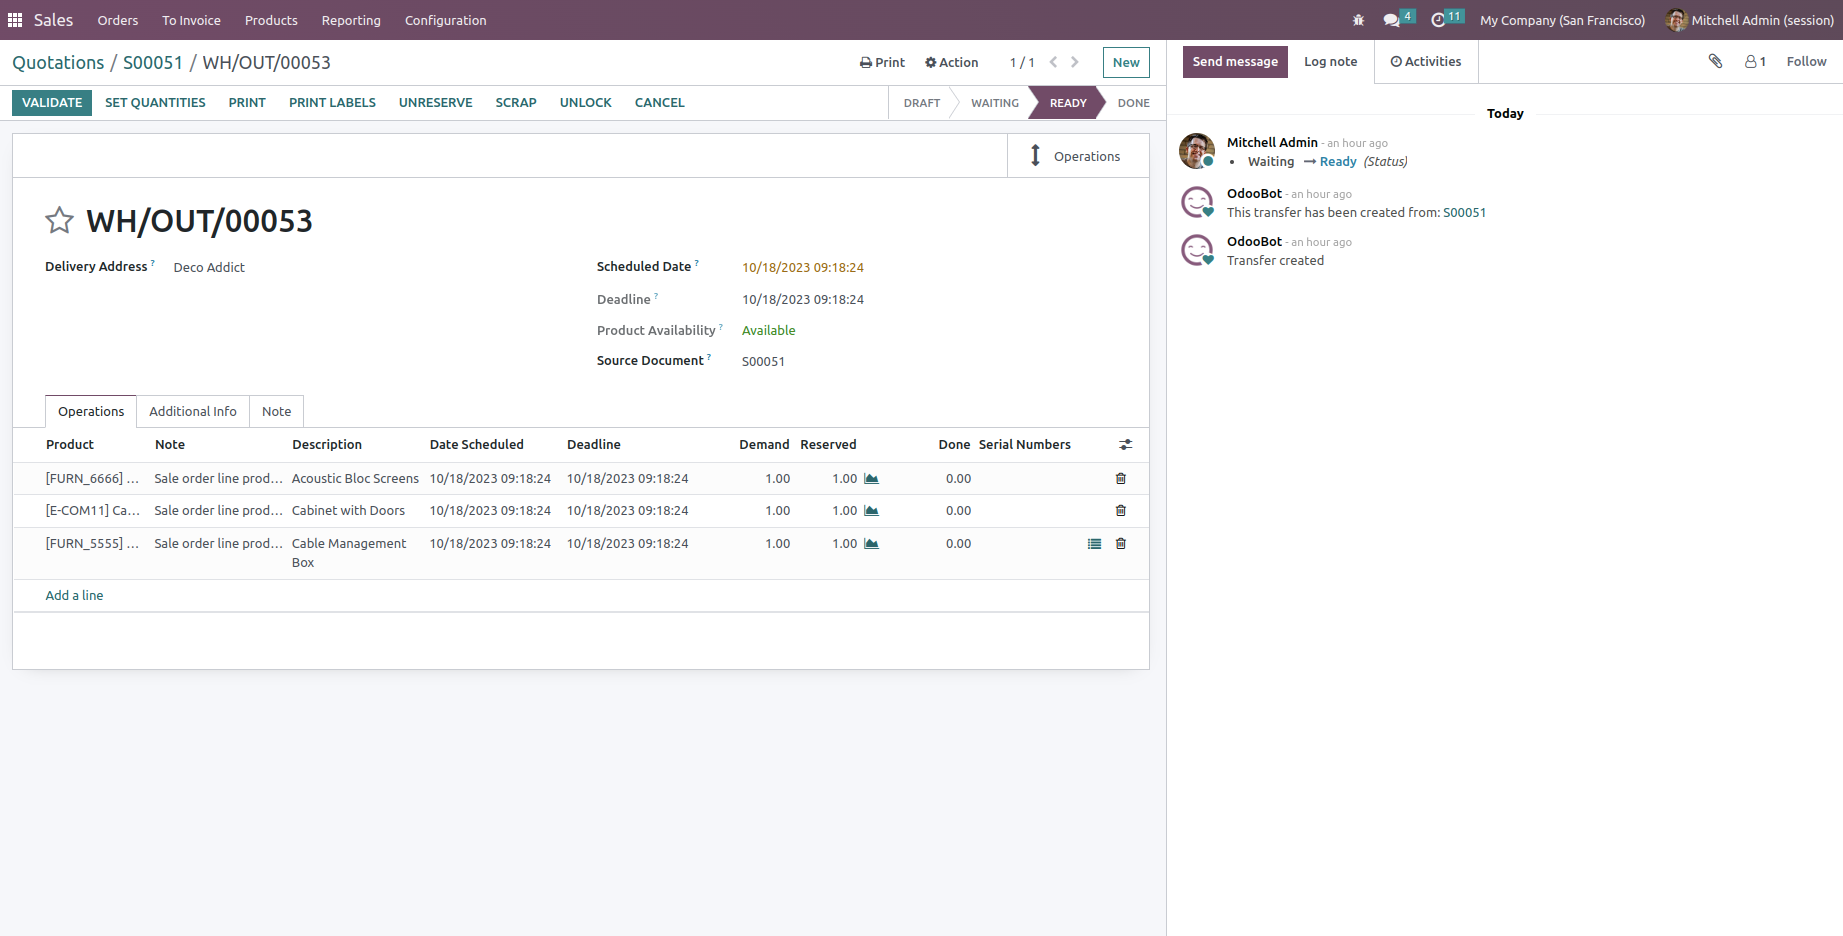 Sales Orders To Invoice Products Reporting Configuration 4 11 My Company (San Francisco) Mitchell Admin (session)
Quotations / S00051 / WH/OUT/00053 Print Action 1 / 1 New
VALIDATE SET QUANTITIES PRINT PRINT LABELS UNRESERVE SCRAP UNLOCK CANCEL DRAFT WAITING READY DONE
Operations
WH/OUT/00053
Delivery Address ? Deco Addict
Scheduled Date ? 10/18/2023 09:18:24
Deadline ? 10/18/2023 09:18:24
Product Availability ? Available
Source Document ? S00051
Operations Additional Info Note
Product Note Description Date Scheduled Deadline Demand Reserved Done Serial Numbers
[FURN_6666] ... Sale order line prod... Acoustic Bloc Screens 10/18/2023 09:18:24 10/18/2023 09:18:24 1.00 1.00 0.00
[E-COM11] Ca... Sale order line prod... Cabinet with Doors 10/18/2023 09:18:24 10/18/2023 09:18:24 1.00 1.00 0.00
[FURN_5555] ... Sale order line prod... Cable Management 10/18/2023 09:18:24 10/18/2023 09:18:24 1.00 1.00 0.00
Box
Add a line
Send message Log note Activities 1 Follow
Today
Mitchell Admin - an hour ago
• Waiting → Ready (Status)
OdooBot - an hour ago
This transfer has been created from: S00051
OdooBot - an hour ago
Transfer created